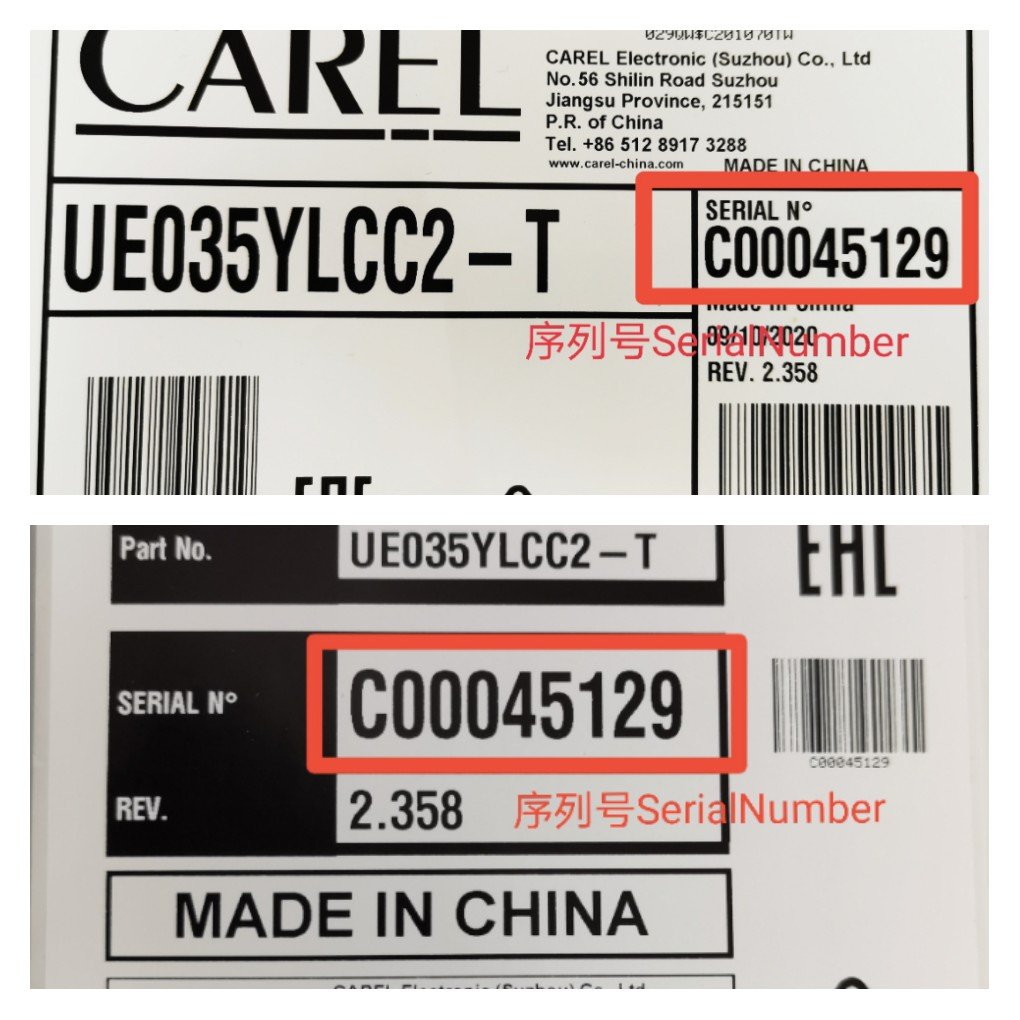 CAREL
CAREL Electronic (Suzhou) Co., Ltd
No.56 Shilin Road Suzhou
Jiangsu Province, 215151
P.R. of China
Tel. +86 512 8917 3288
www.carel-china.com
MADE IN CHINA
UE035YLCC2-T
SERIAL N°
C00045129
Made in China
09/10/2020
序列号SerialNumber
REV. 2.358
Part No.
UE035YLCC2-T
EAC
SERIAL N°
C00045129
C00045129
REV.
2.358
序列号SerialNumber
MADE IN CHINA
CAREL Electronic (Suzhou) Co., Ltd